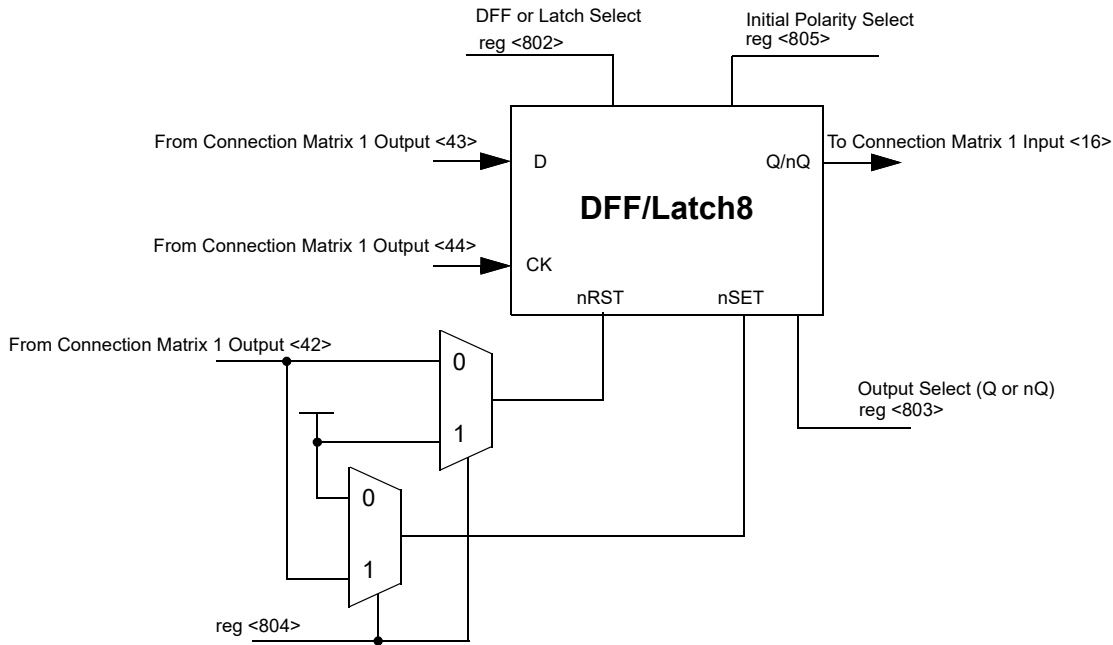 DFF or Latch Select
reg <802>
Initial Polarity Select
reg <805>
From Connection Matrix 1 Output <43>
D
Q/nQ
To Connection Matrix 1 Input <16>
DFF/Latch8
From Connection Matrix 1 Output <44>
CK
nRST
nSET
From Connection Matrix 1 Output <42>
0
1
Output Select (Q or nQ)
reg <803>
0
1
reg <804>